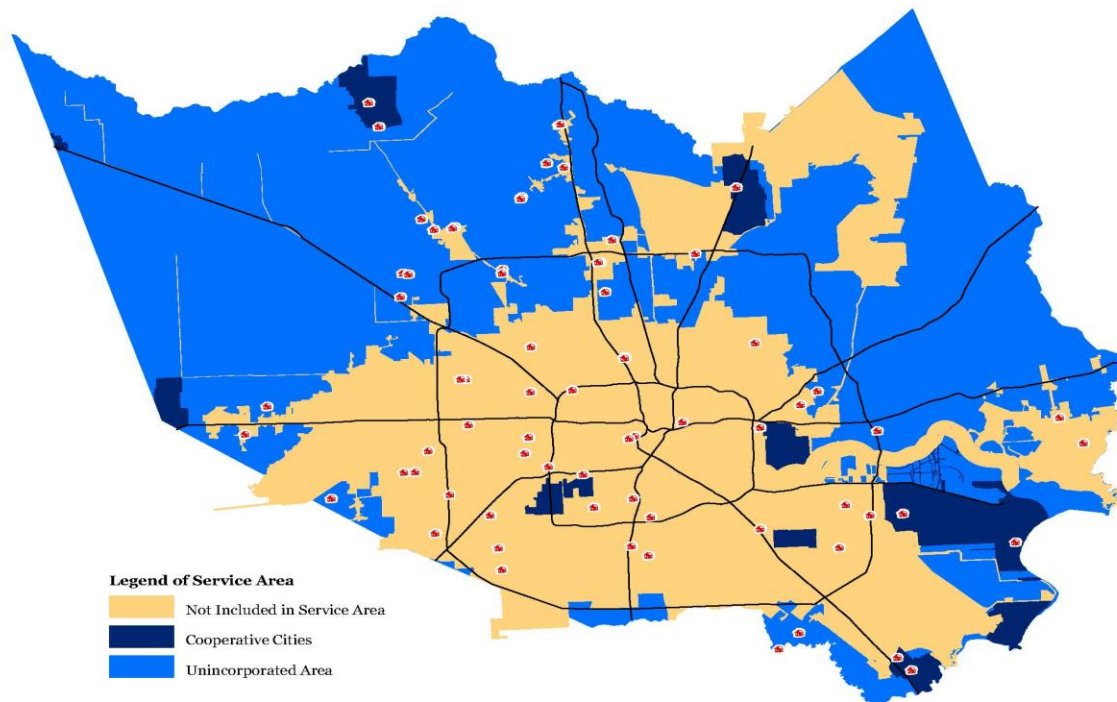 Legend of Service Area
Not Included in Service Area
Cooperative Cities
Unincorporated Area